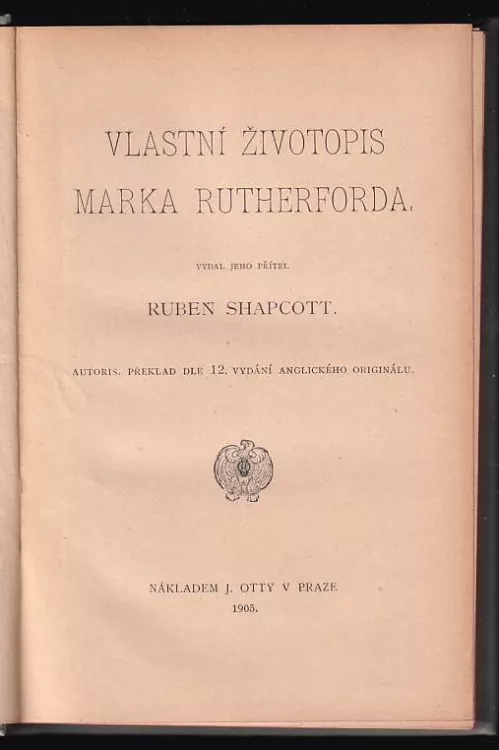 VLASTNÍ ŽIVOTOPIS
MARKA RUTHERFORDA.
VYDAL JEHO PŘÍTEL
RUBEN SHAPCOTT.
AUTORIS. PŘEKLAD DLE 12. VYDÁNÍ ANGLICKÉHO ORIGINÁLU.
NÁKLADEM J. OTTY V PRAZE
1905.